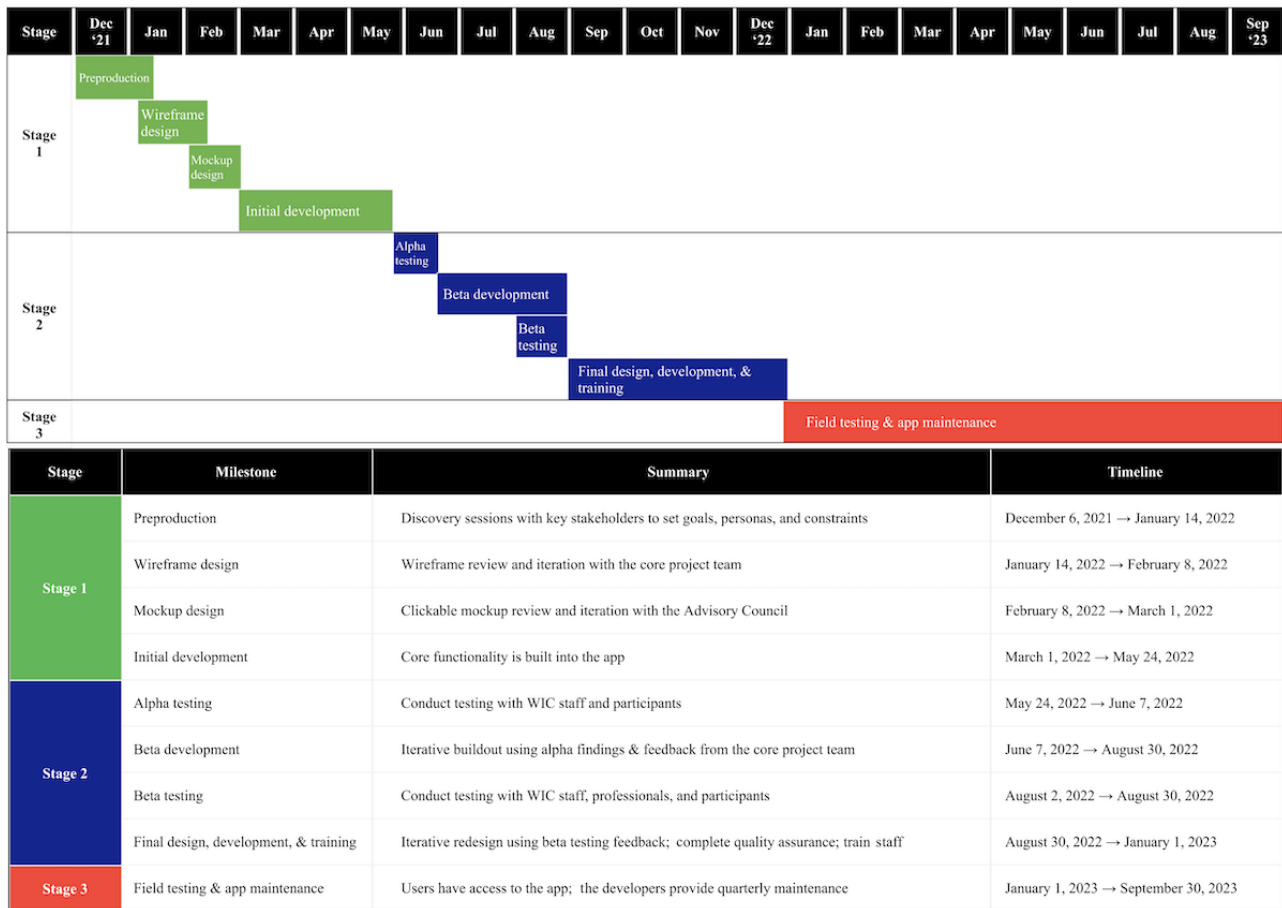 Stage Dec '21 Jan Feb Mar Apr May Jun Jul Aug Sep Oct Nov Dec '22 Jan Feb Mar Apr May Jun Jul Aug Sep '23
Stage 1
Preproduction
Wireframe
design
Mockup
design
Initial development
Stage 2
Alpha
testing
Beta development
Beta
testing
Final design, development, &
training
Stage 3
Field testing & app maintenance
Stage Milestone Summary Timeline
Stage 1
Preproduction Discovery sessions with key stakeholders to set goals, personas, and constraints December 6, 2021 → January 14, 2022
Wireframe design Wireframe review and iteration with the core project team January 14, 2022 → February 8, 2022
Mockup design Clickable mockup review and iteration with the Advisory Council February 8, 2022 → March 1, 2022
Initial development Core functionality is built into the app March 1, 2022 → May 24, 2022
Stage 2
Alpha testing Conduct testing with WIC staff and participants May 24, 2022 → June 7, 2022
Beta development Iterative buildout using alpha findings & feedback from the core project team June 7, 2022 → August 30, 2022
Beta testing Conduct testing with WIC staff, professionals, and participants August 2, 2022 → August 30, 2022
Final design, development, & training Iterative redesign using beta testing feedback; complete quality assurance; train staff August 30, 2022 → January 1, 2023
Stage 3 Field testing & app maintenance Users have access to the app; the developers provide quarterly maintenance January 1, 2023 → September 30, 2023